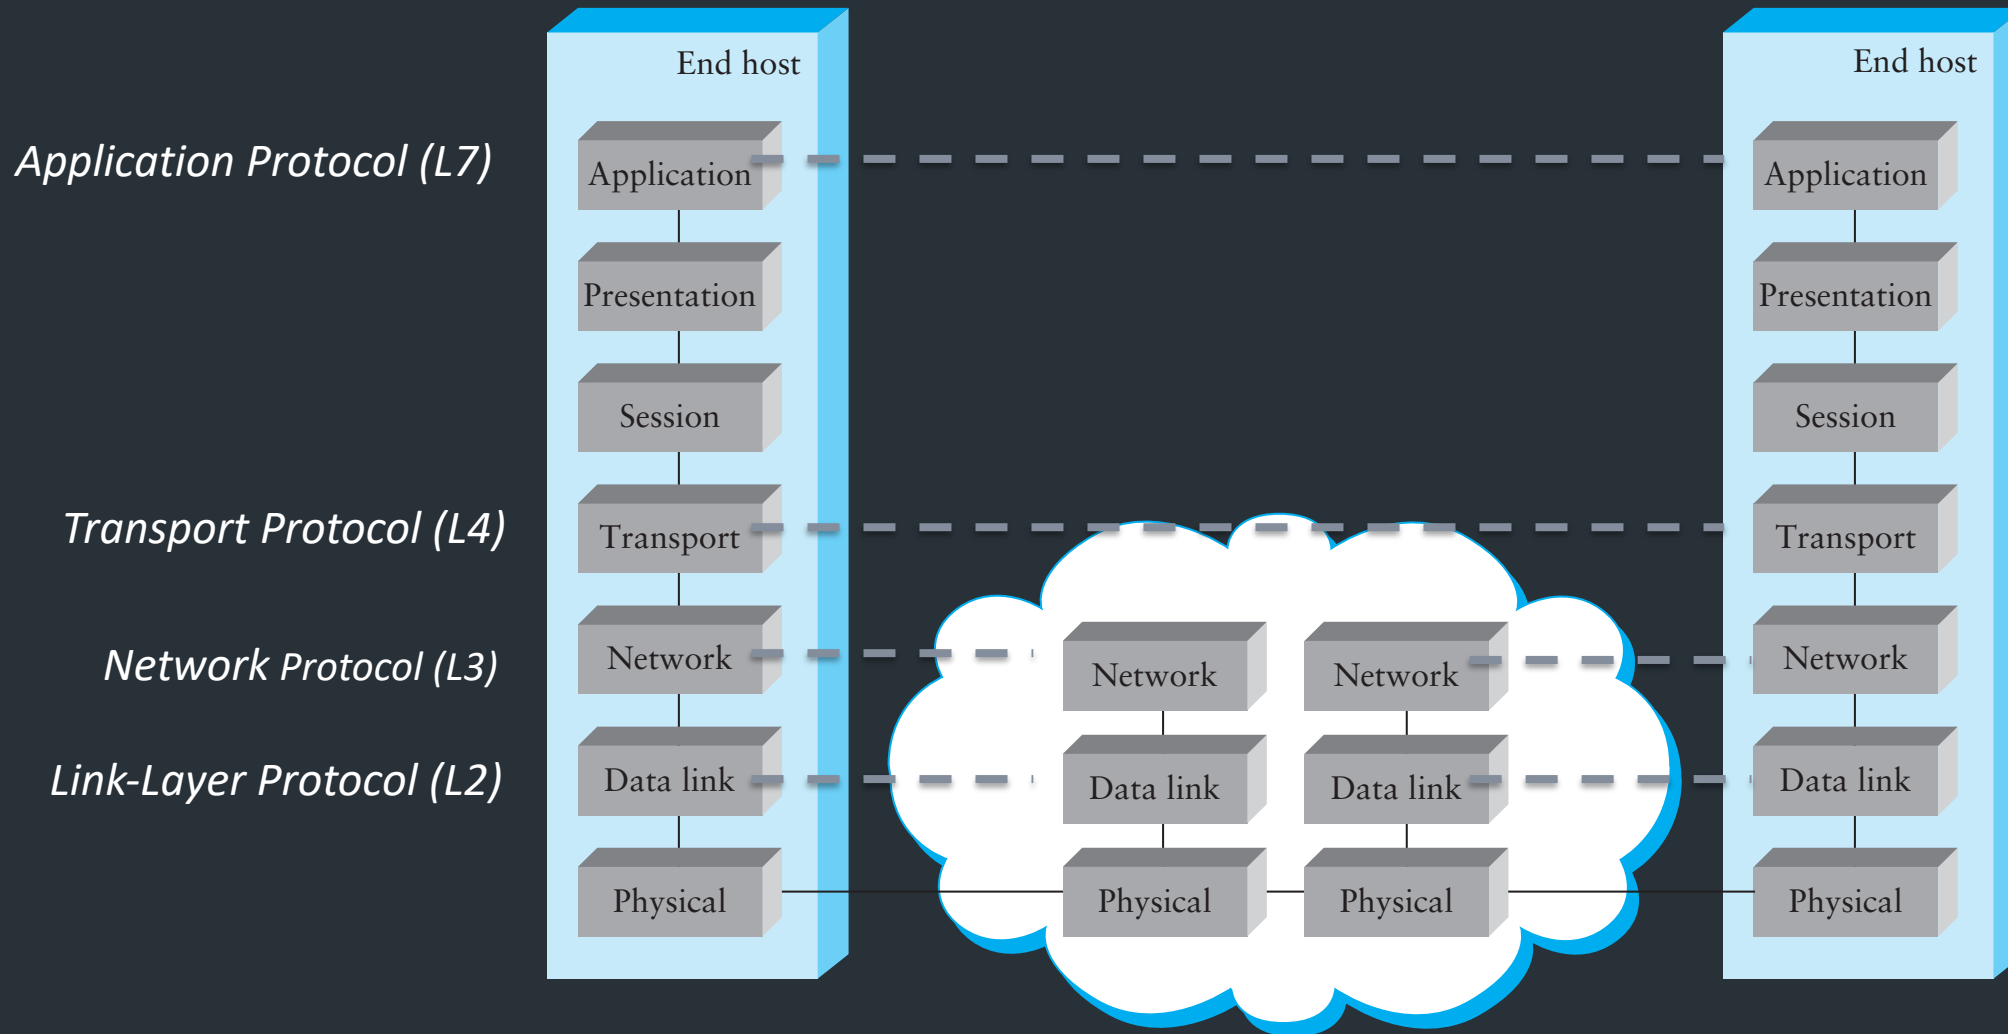 End host
End host
Application Protocol (L7)
Application
Application
Presentation
Presentation
Session
Session
Transport Protocol (L4)
Transport
Transport
Network Protocol (L3)
Network
Network
Network
Network
Link-Layer Protocol (L2)
Data link
Data link
Data link
Data link
Physical
Physical
Physical
Physical